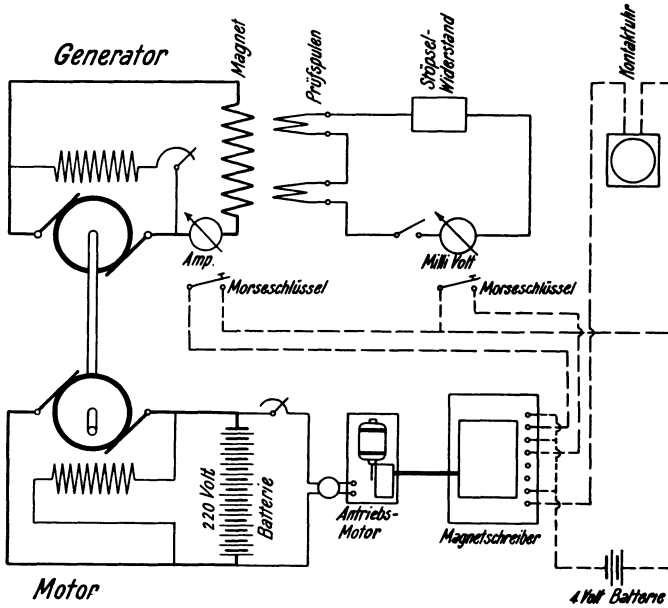 Generator
Magnet
Prüfspulen
Stöpsel-
Widerstand
Kontaktuhr
Amp.
Milli Volt
Morseschlüssel
Morseschlüssel
220 Volt
Batterie
Antriebs-
Motor
Magnetschreiber
Motor
4 Volt Batterie